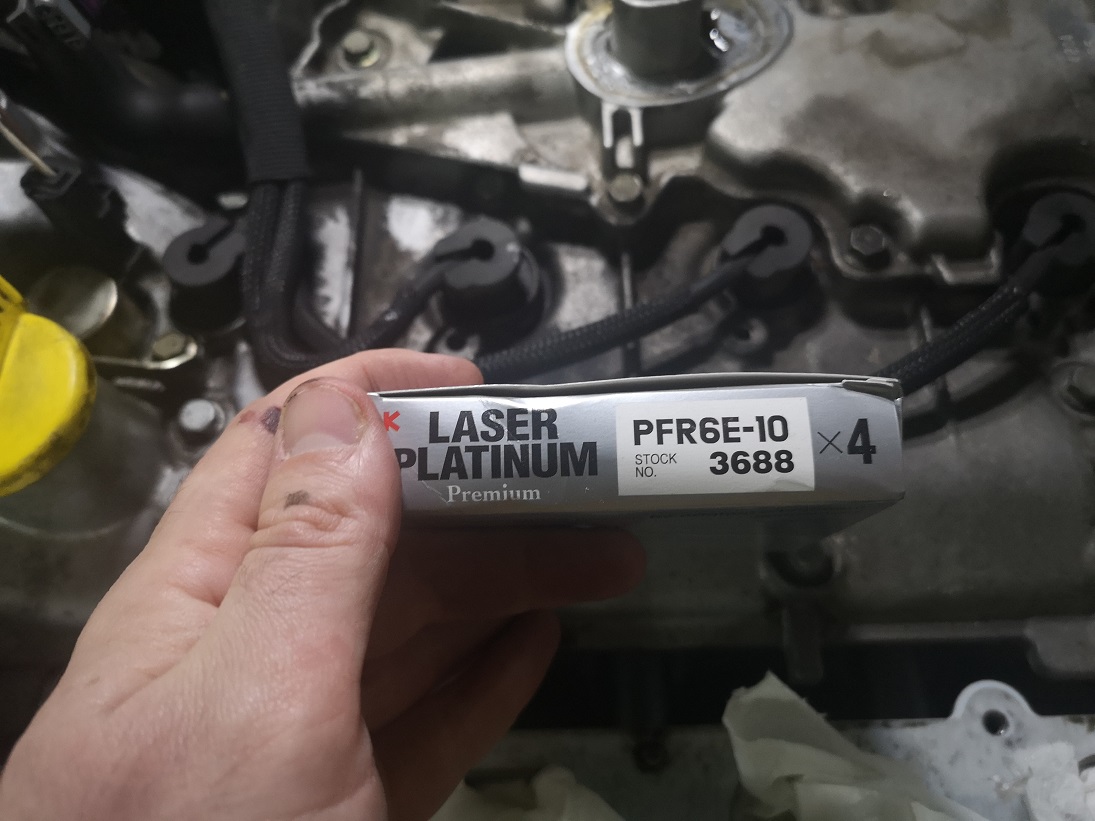 K LASER
PLATINUM
Premium
PFR6E-10
STOCK
NO. 3688
×4